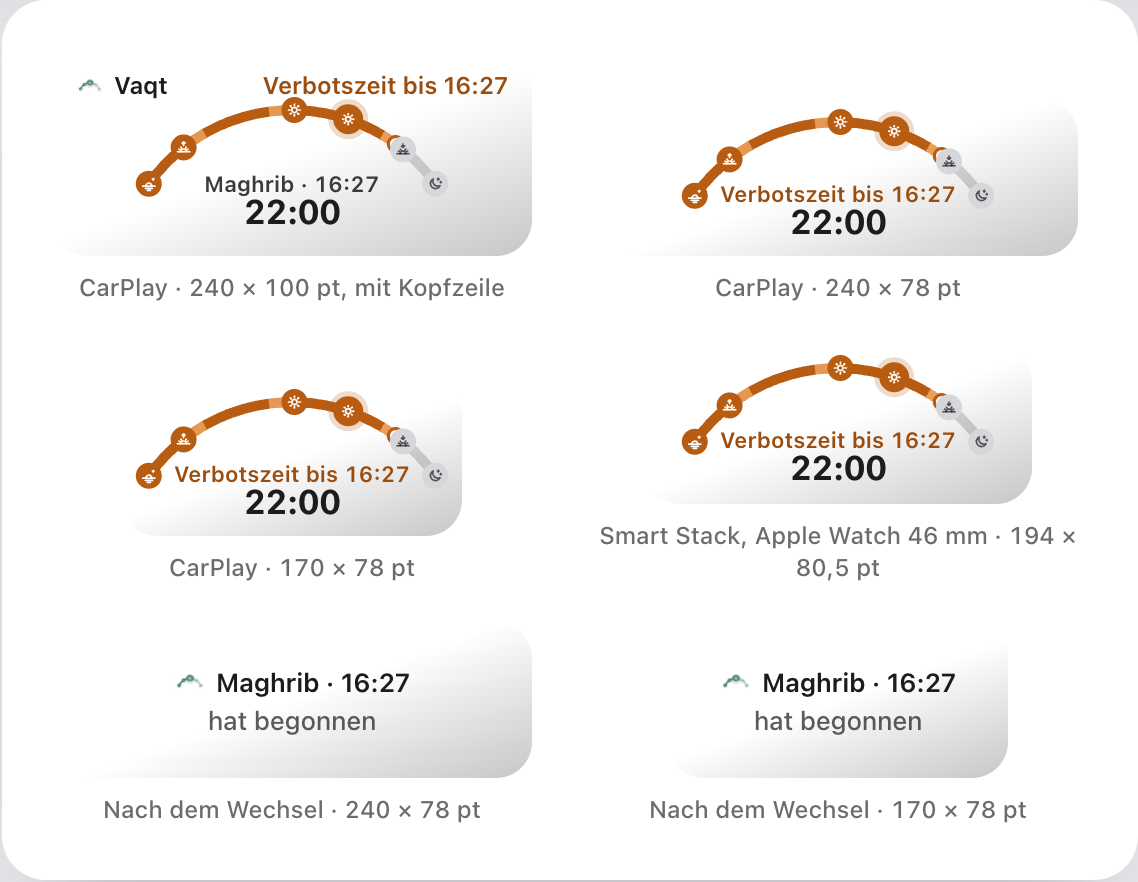 Vaqt
Verbotszeit bis 16:27
Maghrib · 16:27
22:00
CarPlay · 240 × 100 pt, mit Kopfzeile
Verbotszeit bis 16:27
22:00
CarPlay · 240 × 78 pt
Verbotszeit bis 16:27
22:00
CarPlay · 170 × 78 pt
Verbotszeit bis 16:27
22:00
Smart Stack, Apple Watch 46 mm · 194 ×
80,5 pt
Maghrib · 16:27
hat begonnen
Nach dem Wechsel · 240 × 78 pt
Maghrib · 16:27
hat begonnen
Nach dem Wechsel · 170 × 78 pt